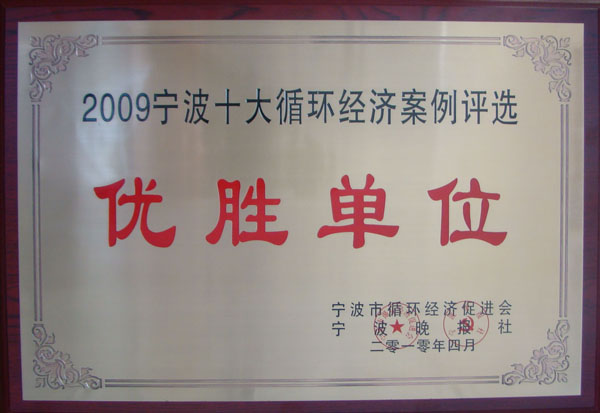 2009宁波十大循环经济案例评选
优胜单位
宁波市循环经济促进会
宁波晚报社
二零一零年四月